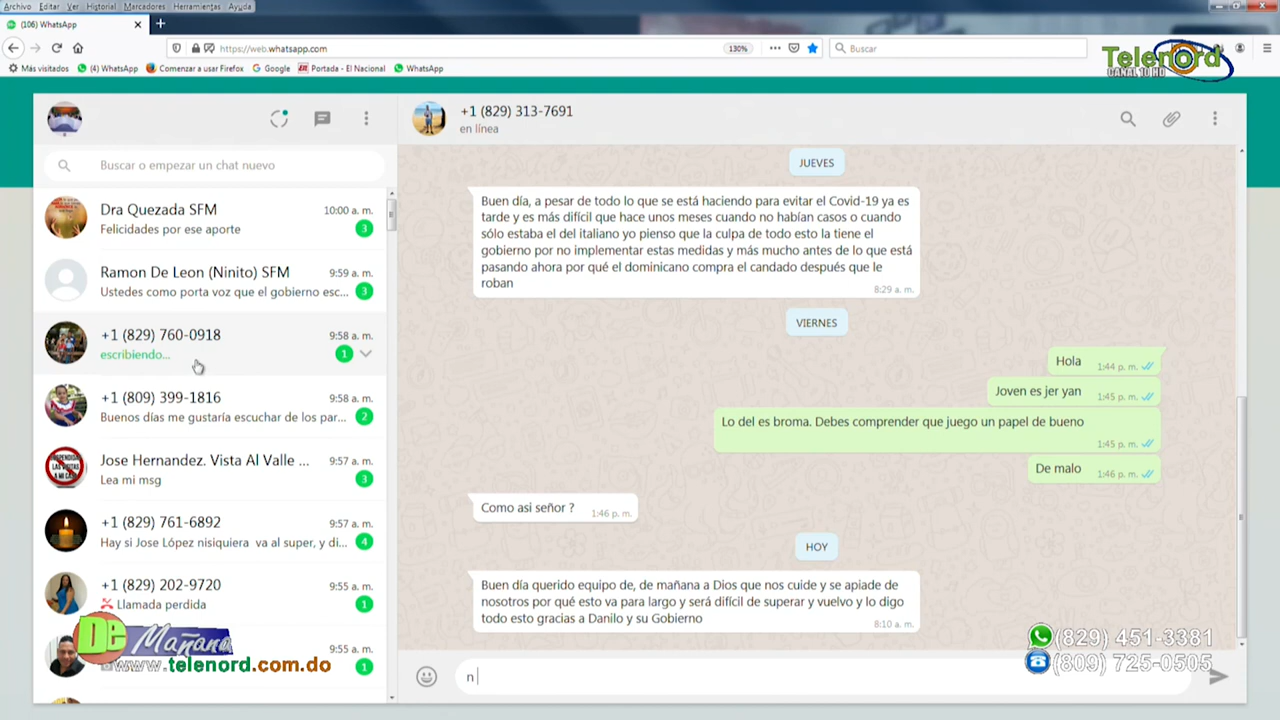 Archivo Editar Ver Historial Marcadores Herramientas Ayuda
(106) WhatsApp
https://web.whatsapp.com
130%
Buscar
Más visitados
(4) WhatsApp
Comenzar a usar Firefox
Google
Portada - El Nacional
WhatsApp
Telenord
CANAL 10 HD
Buscar o empezar un chat nuevo
Dra Quezada SFM
10:00 a. m.
Felicidades por ese aporte
3
Ramon De Leon (Ninito) SFM
9:59 a. m.
Ustedes como porta voz que el gobierno esc...
3
+1 (829) 760-0918
9:58 a. m.
escribiendo...
1
+1 (809) 399-1816
9:58 a. m.
Buenos días me gustaría escuchar de los par...
2
Jose Hernandez. Vista Al Valle ...
9:57 a. m.
Lea mi msg
3
+1 (829) 761-6892
9:57 a. m.
Hay si Jose López nisiquiera va al super, y di...
4
+1 (829) 202-9720
9:55 a. m.
Llamada perdida
1
9:55 a. m.
1
De Mañana
www.telenord.com.do
+1 (829) 313-7691
en línea
JUEVES
Buen día, a pesar de todo lo que se está haciendo para evitar el Covid-19 ya es
tarde y es más difícil que hace unos meses cuando no habían casos o cuando
sólo estaba el del italiano yo pienso que la culpa de todo esto la tiene el
gobierno por no implementar estas medidas y más mucho antes de lo que está
pasando ahora por qué el dominicano compra el candado después que le
roban
8:29 a. m.
VIERNES
Hola
1:44 p. m.
Joven es jer yan
1:45 p. m.
Lo del es broma. Debes comprender que juego un papel de bueno
1:45 p. m.
De malo
1:46 p. m.
Como asi señor ?
1:46 p. m.
HOY
Buen día querido equipo de, de mañana a Dios que nos cuide y se apiade de
nosotros por qué esto va para largo y será difícil de superar y vuelvo y lo digo
todo esto gracias a Danilo y su Gobierno
8:10 a. m.
n
(829) 451-3381
(809) 725-0505